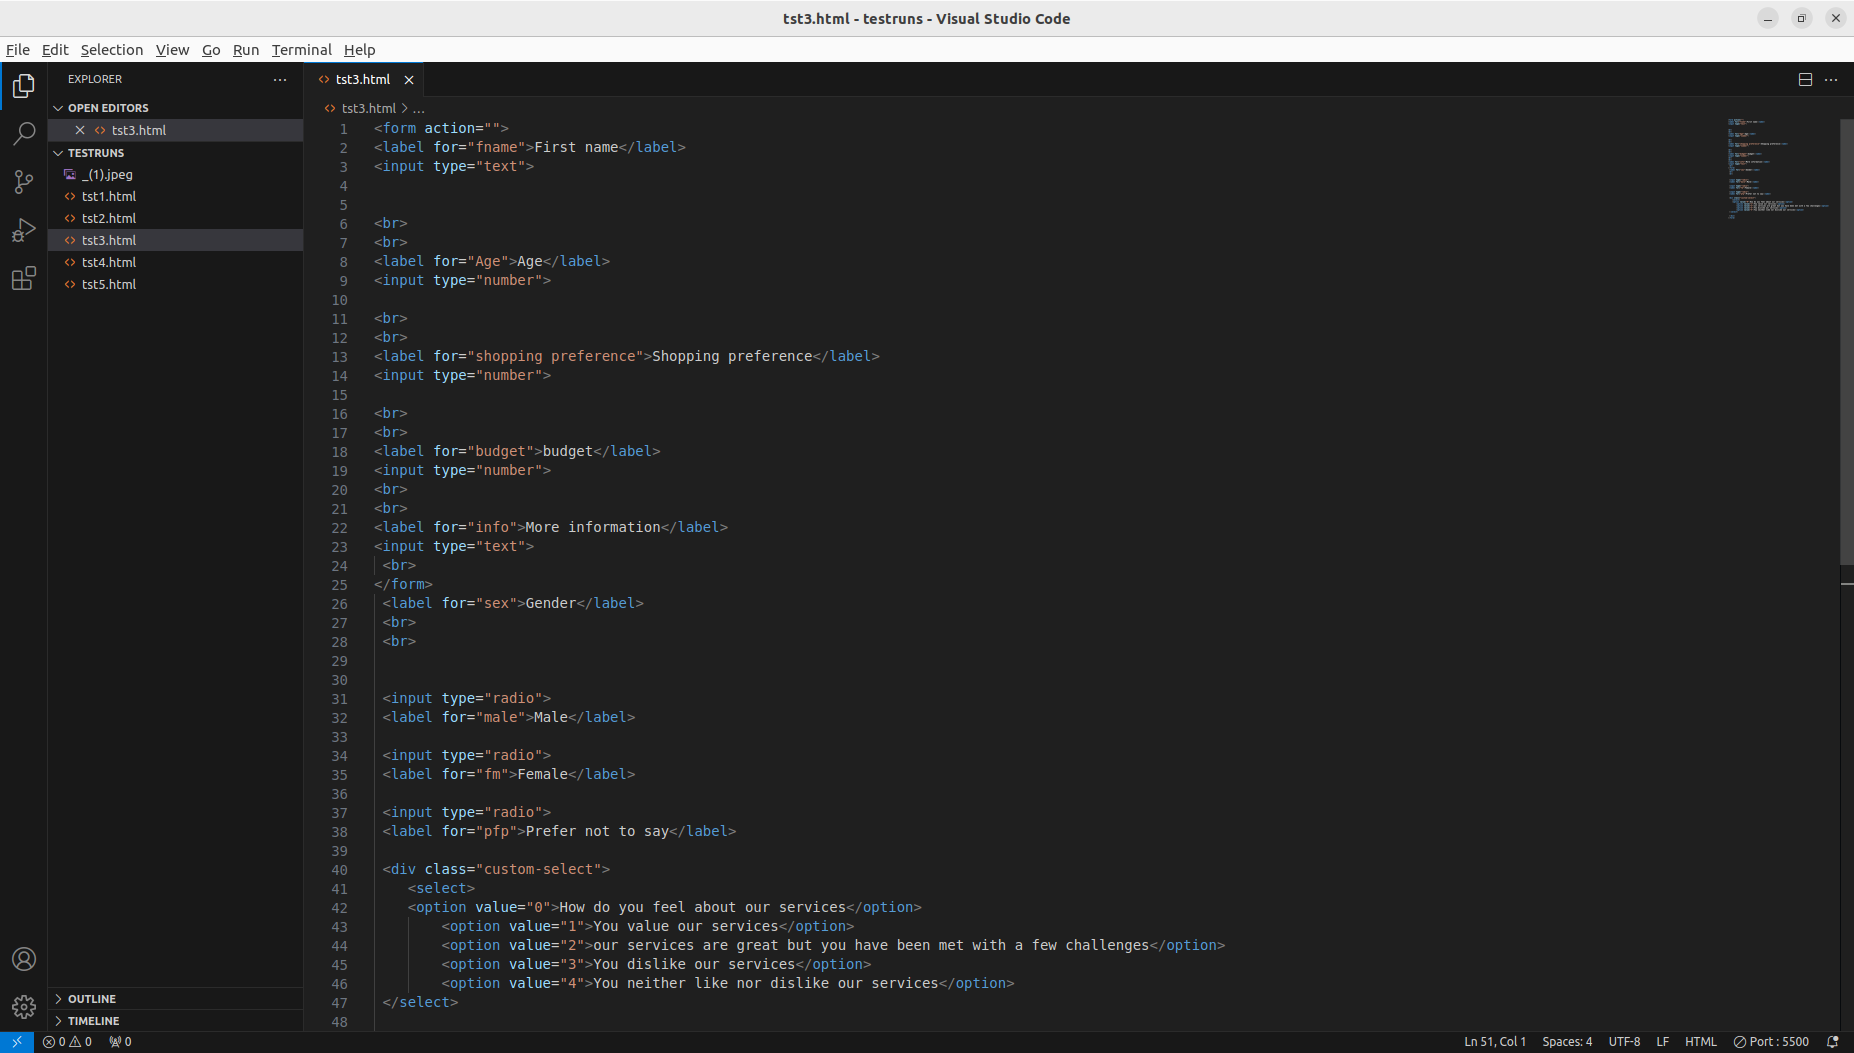 tst3.html - testruns - Visual Studio Code
File Edit Selection View Go Run Terminal Help
EXPLORER
OPEN EDITORS
tst3.html
TESTRUNS
_(1).jpeg
tst1.html
tst2.html
tst3.html
tst4.html
tst5.html
OUTLINE
TIMELINE
tst3.html
tst3.html > ...
1 <form action="">
2 <label for="fname">First name</label>
3 <input type="text">
4
5
6 <br>
7 <br>
8 <label for="Age">Age</label>
9 <input type="number">
10
11 <br>
12 <br>
13 <label for="shopping preference">Shopping preference</label>
14 <input type="number">
15
16 <br>
17 <br>
18 <label for="budget">budget</label>
19 <input type="number">
20 <br>
21 <br>
22 <label for="info">More information</label>
23 <input type="text">
24 <br>
25 </form>
26 <label for="sex">Gender</label>
27 <br>
28 <br>
29
30
31 <input type="radio">
32 <label for="male">Male</label>
33
34 <input type="radio">
35 <label for="fm">Female</label>
36
37 <input type="radio">
38 <label for="pfp">Prefer not to say</label>
39
40 <div class="custom-select">
41 <select>
42 <option value="0">How do you feel about our services</option>
43 <option value="1">You value our services</option>
44 <option value="2">our services are great but you have been met with a few challenges</option>
45 <option value="3">You dislike our services</option>
46 <option value="4">You neither like nor dislike our services</option>
47 </select>
48
0 0 0
Ln 51, Col 1 Spaces: 4 UTF-8 LF HTML Port : 5500